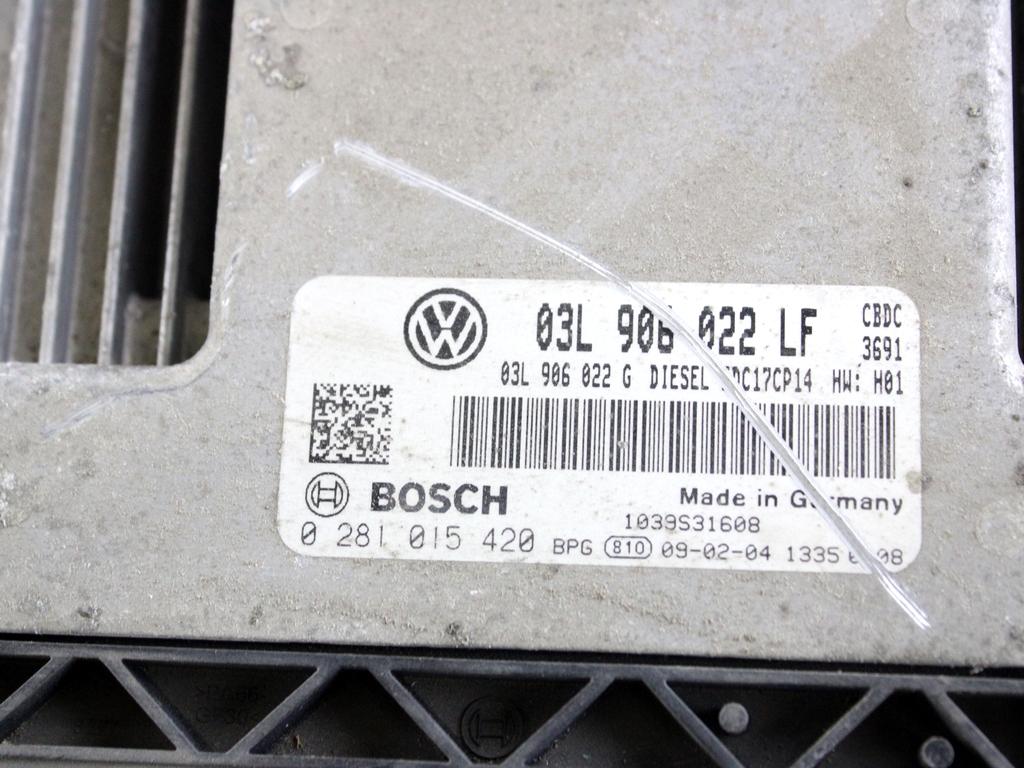 03L 906 022 LF CBDC
3691
03L 906 022 G DIESEL HW: H01
BOSCH
Made in Germany
1039S31608
0 281 015 420 BPG 810 09-02-04 1335